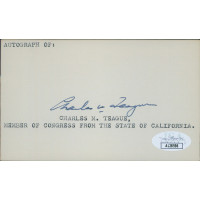 AUTOGRAPH OF:
Charles M. Teague
CHARLES M. TEAGUE,
MEMBER OF CONGRESS FROM THE STATE OF CALIFORNIA.